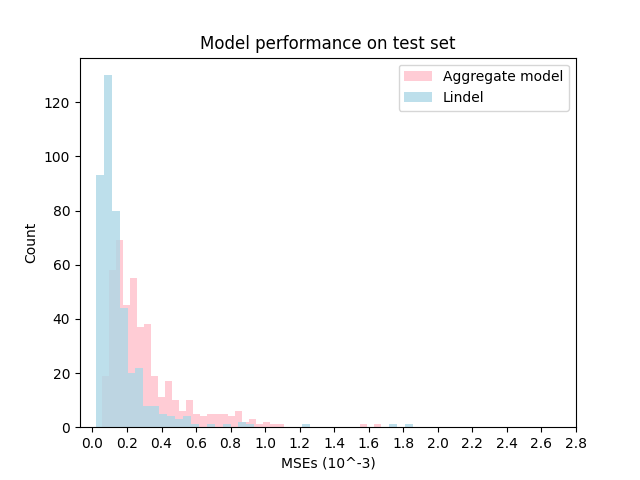 Model performance on test set
Aggregate model
Lindel
120
100
80
60
40
20
0
Count
0.0 0.2 0.4 0.6 0.8 1.0 1.2 1.4 1.6 1.8 2.0 2.2 2.4 2.6 2.8
MSEs (10^-3)